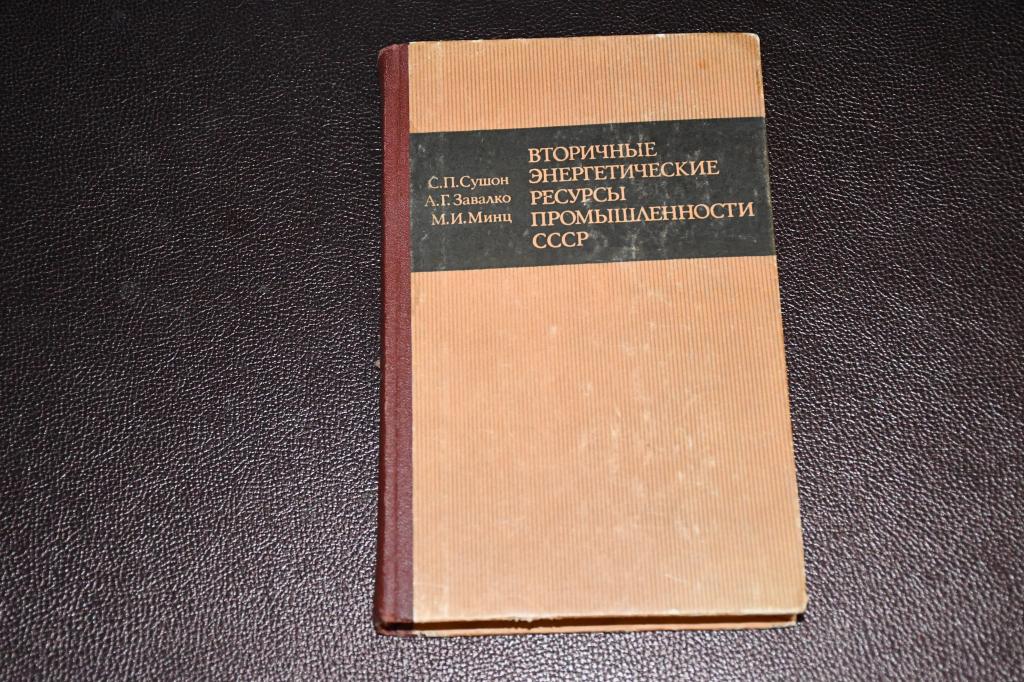 С.П.Сушон
А.Г.Завалко
М.И.Минц
Вторичные
энергетические
ресурсы
промышленности
СССР